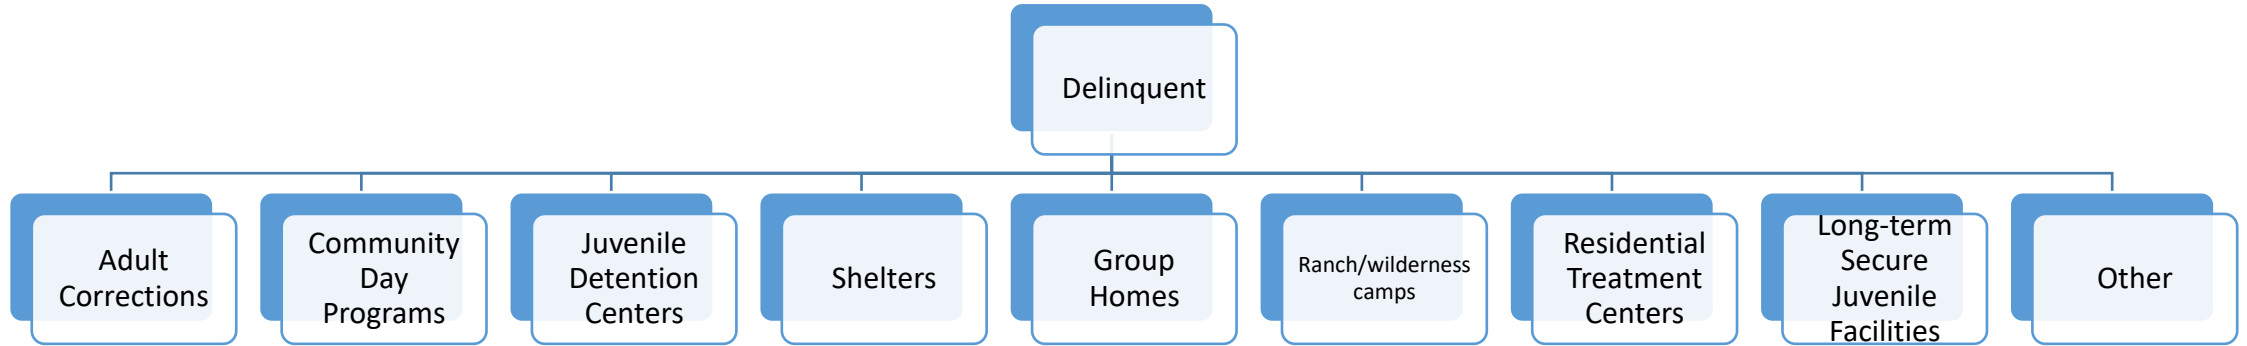 Delinquent
Adult
Corrections
Community
Day
Programs
Juvenile
Detention
Centers
Shelters
Group
Homes
Ranch/wilderness
camps
Residential
Treatment
Centers
Long-term
Secure
Juvenile
Facilities
Other